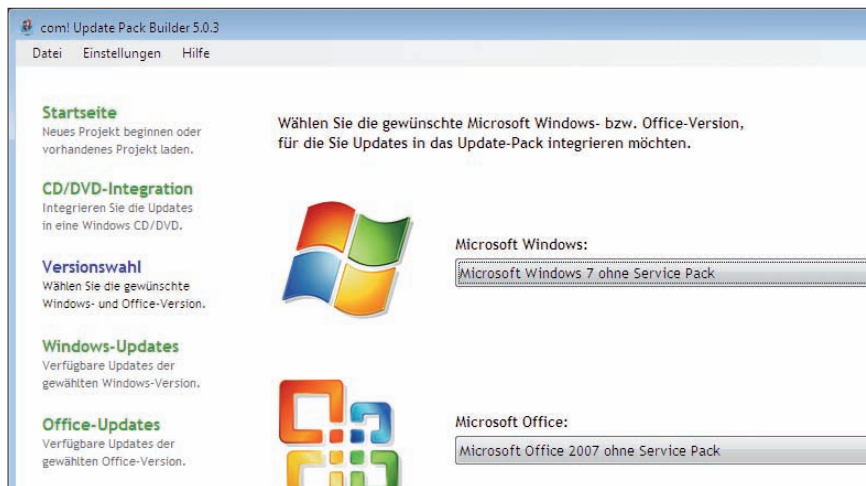 com! Update Pack Builder 5.0.3
Datei Einstellungen Hilfe
Startseite
Neues Projekt beginnen oder
vorhandenes Projekt laden.
CD/DVD-Integration
Integrieren Sie die Updates
in eine Windows CD/DVD.
Versionswahl
Wählen Sie die gewünschte
Windows- und Office-Version.
Windows-Updates
Verfügbare Updates der
gewählten Windows-Version.
Office-Updates
Verfügbare Updates der
gewählten Office-Version.
Wählen Sie die gewünschte Microsoft Windows- bzw. Office-Version,
für die Sie Updates in das Update-Pack integrieren möchten.
Microsoft Windows:
Microsoft Windows 7 ohne Service Pack
Microsoft Office:
Microsoft Office 2007 ohne Service Pack